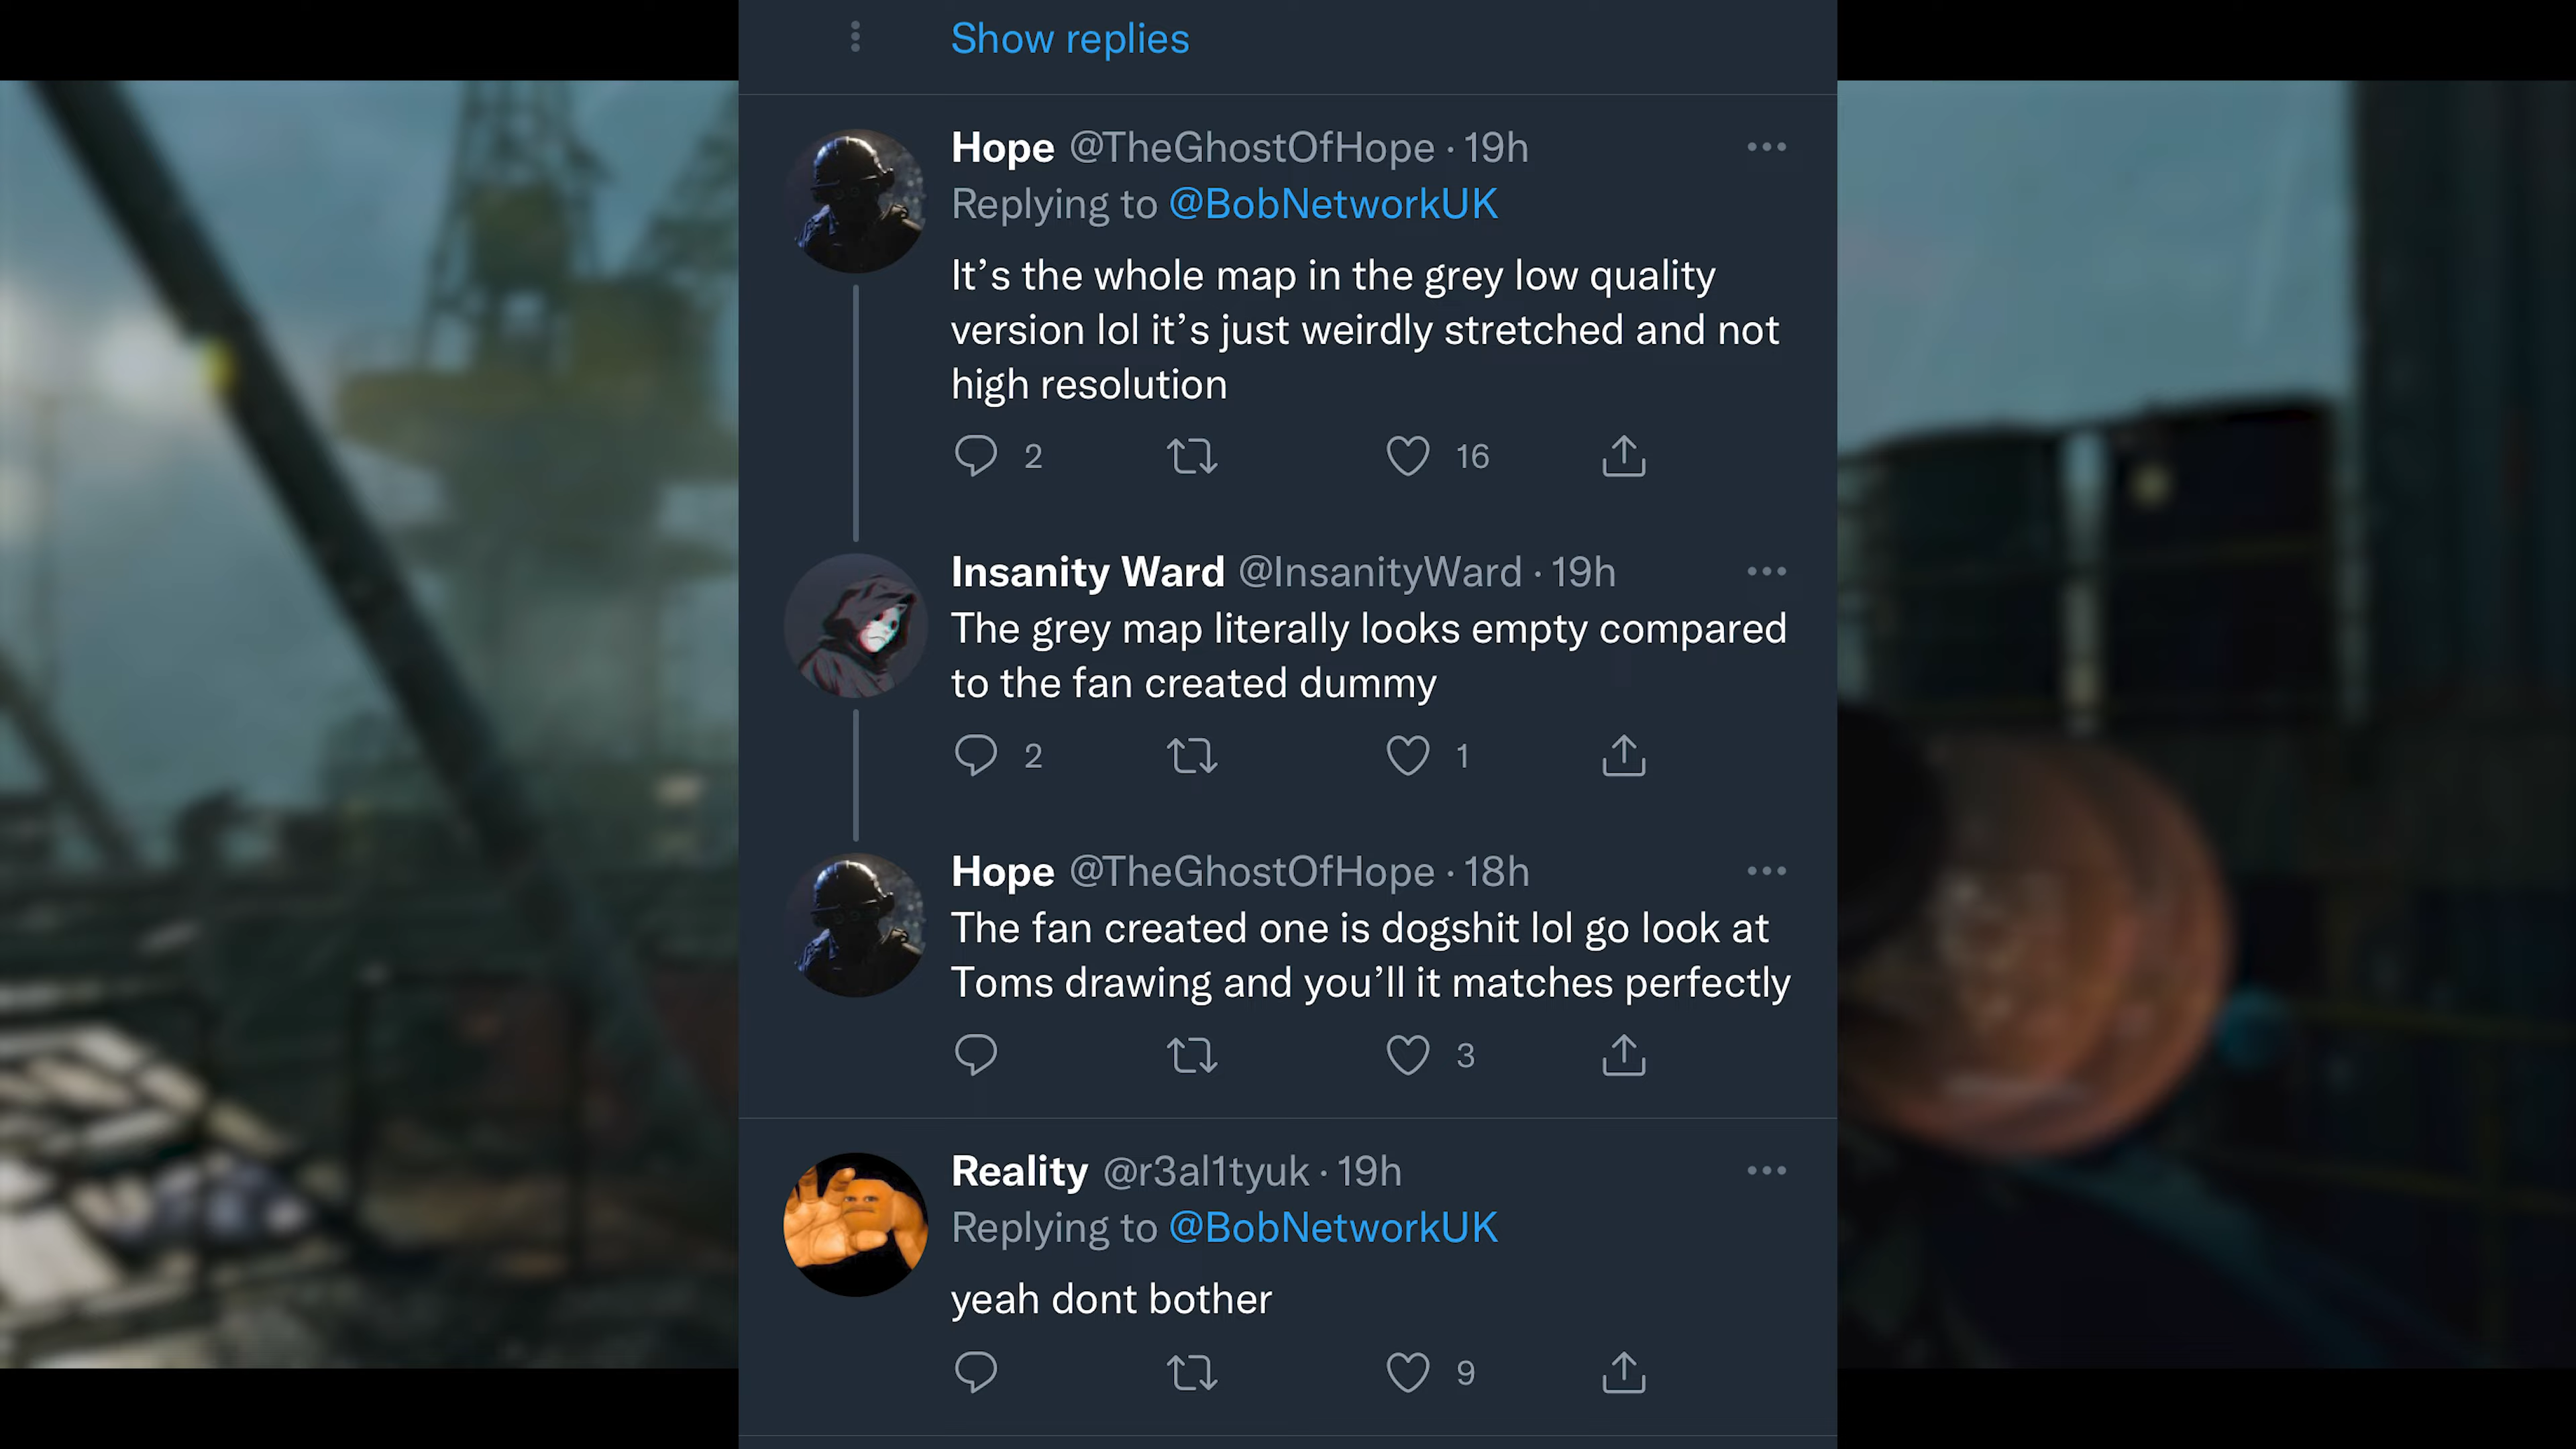 Show replies
Hope @TheGhostOfHope · 19h
Replying to @BobNetworkUK
It’s the whole map in the grey low quality
version lol it’s just weirdly stretched and not
high resolution
2 16
Insanity Ward @InsanityWard · 19h
The grey map literally looks empty compared
to the fan created dummy
2 1
Hope @TheGhostOfHope · 18h
The fan created one is dogshit lol go look at
Toms drawing and you’ll it matches perfectly
3
Reality @r3al1tyuk · 19h
Replying to @BobNetworkUK
yeah dont bother
9